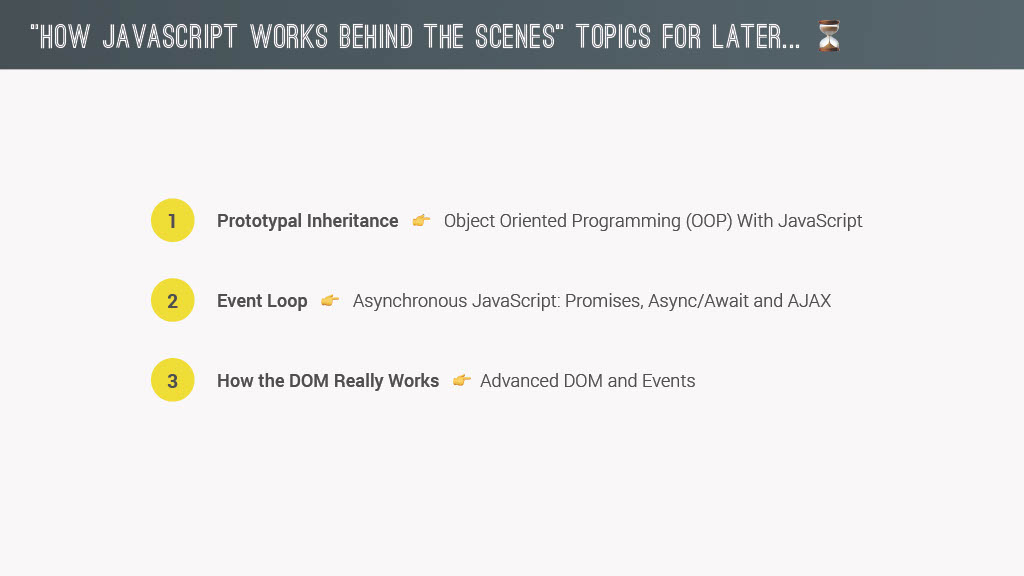 "HOW JAVASCRIPT WORKS BEHIND THE SCENES" TOPICS FOR LATER... ⏳
1 Prototypal Inheritance 👉 Object Oriented Programming (OOP) With JavaScript
2 Event Loop 👉 Asynchronous JavaScript: Promises, Async/Await and AJAX
3 How the DOM Really Works 👉 Advanced DOM and Events